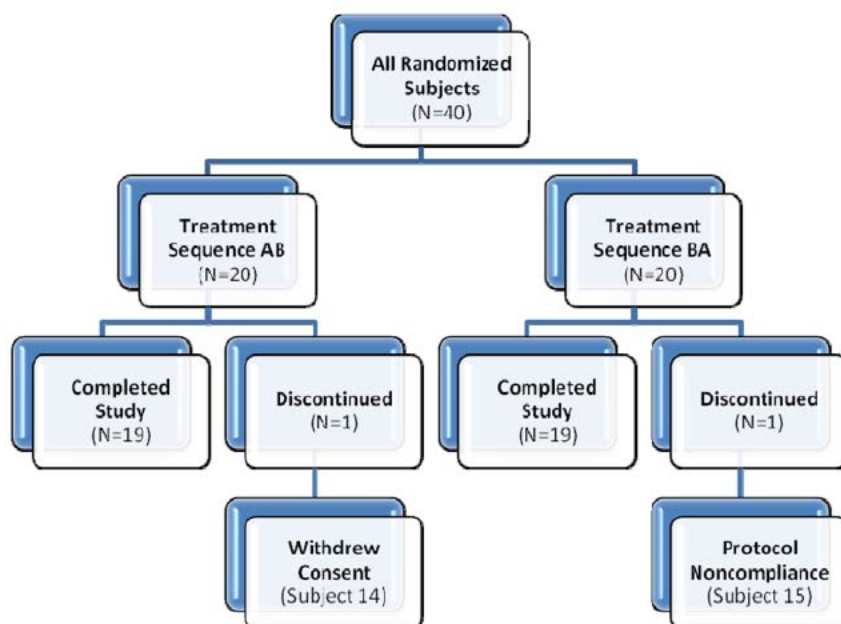 All Randomized
Subjects
(N=40)
Treatment
Sequence AB
(N=20)
Treatment
Sequence BA
(N=20)
Completed
Study
(N=19)
Discontinued
(N=1)
Completed
Study
(N=19)
Discontinued
(N=1)
Withdrew
Consent
(Subject 14)
Protocol
Noncompliance
(Subject 15)